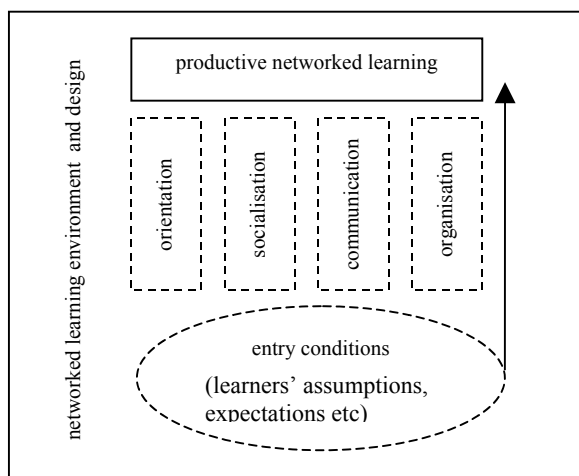 productive networked learning
networked learning environment and design
orientation
socialisation
communication
organisation
entry conditions
(learners' assumptions,
expectations etc)